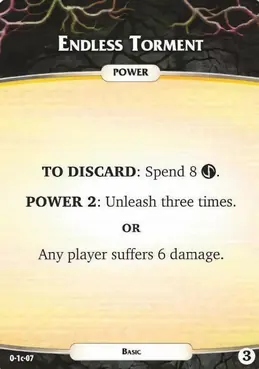 ENDLESS TORMENT
POWER
TO DISCARD: Spend 8 .
POWER 2: Unleash three times.
OR
Any player suffers 6 damage.
0-1c-07
BASIC
3